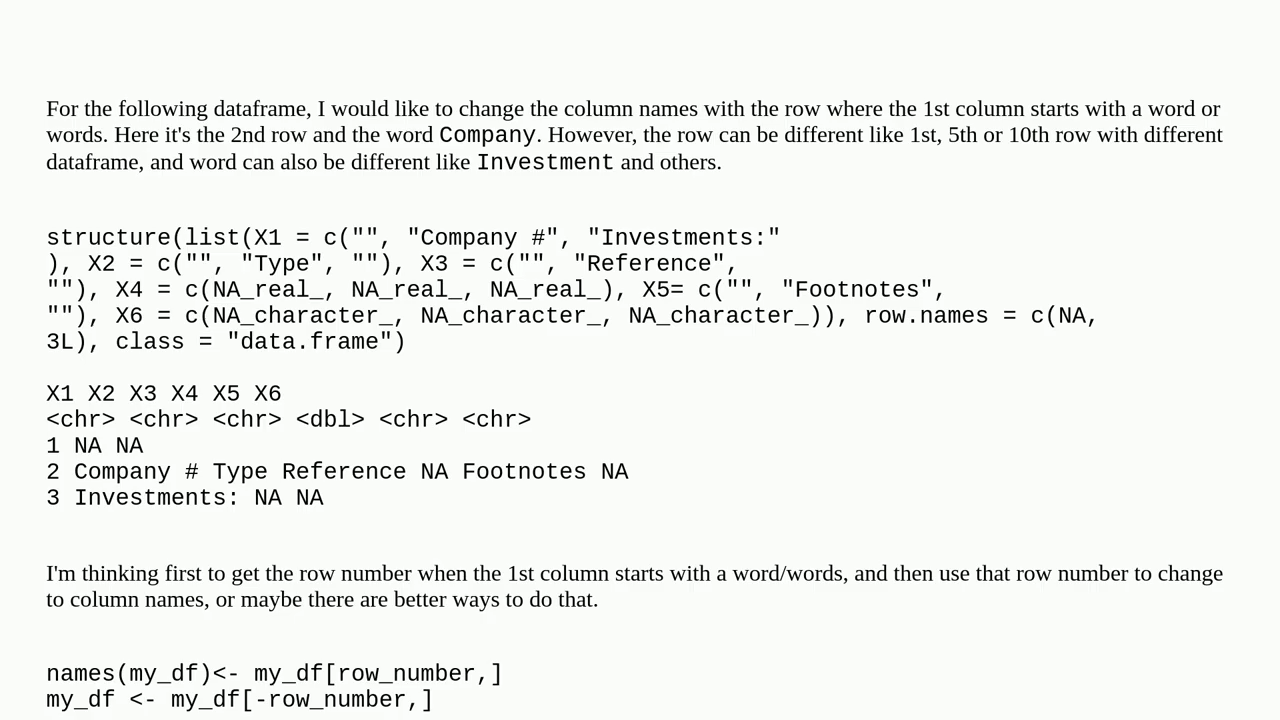 For the following dataframe, I would like to change the column names with the row where the 1st column starts with a word or
words. Here it's the 2nd row and the word Company. However, the row can be different like 1st, 5th or 10th row with different
dataframe, and word can also be different like Investment and others.
structure(list(X1 = c("", "Company #", "Investments:"
), X2 = c("", "Type", ""), X3 = c("", "Reference",
""), X4 = c(NA_real_, NA_real_, NA_real_), X5= c("", "Footnotes",
""), X6 = c(NA_character_, NA_character_, NA_character_)), row.names = c(NA,
3L), class = "data.frame")
X1 X2 X3 X4 X5 X6
<chr> <chr> <chr> <dbl> <chr> <chr>
1 NA NA
2 Company # Type Reference NA Footnotes NA
3 Investments: NA NA
I'm thinking first to get the row number when the 1st column starts with a word/words, and then use that row number to change
to column names, or maybe there are better ways to do that.
names(my_df)<- my_df[row_number,]
my_df <- my_df[-row_number,]